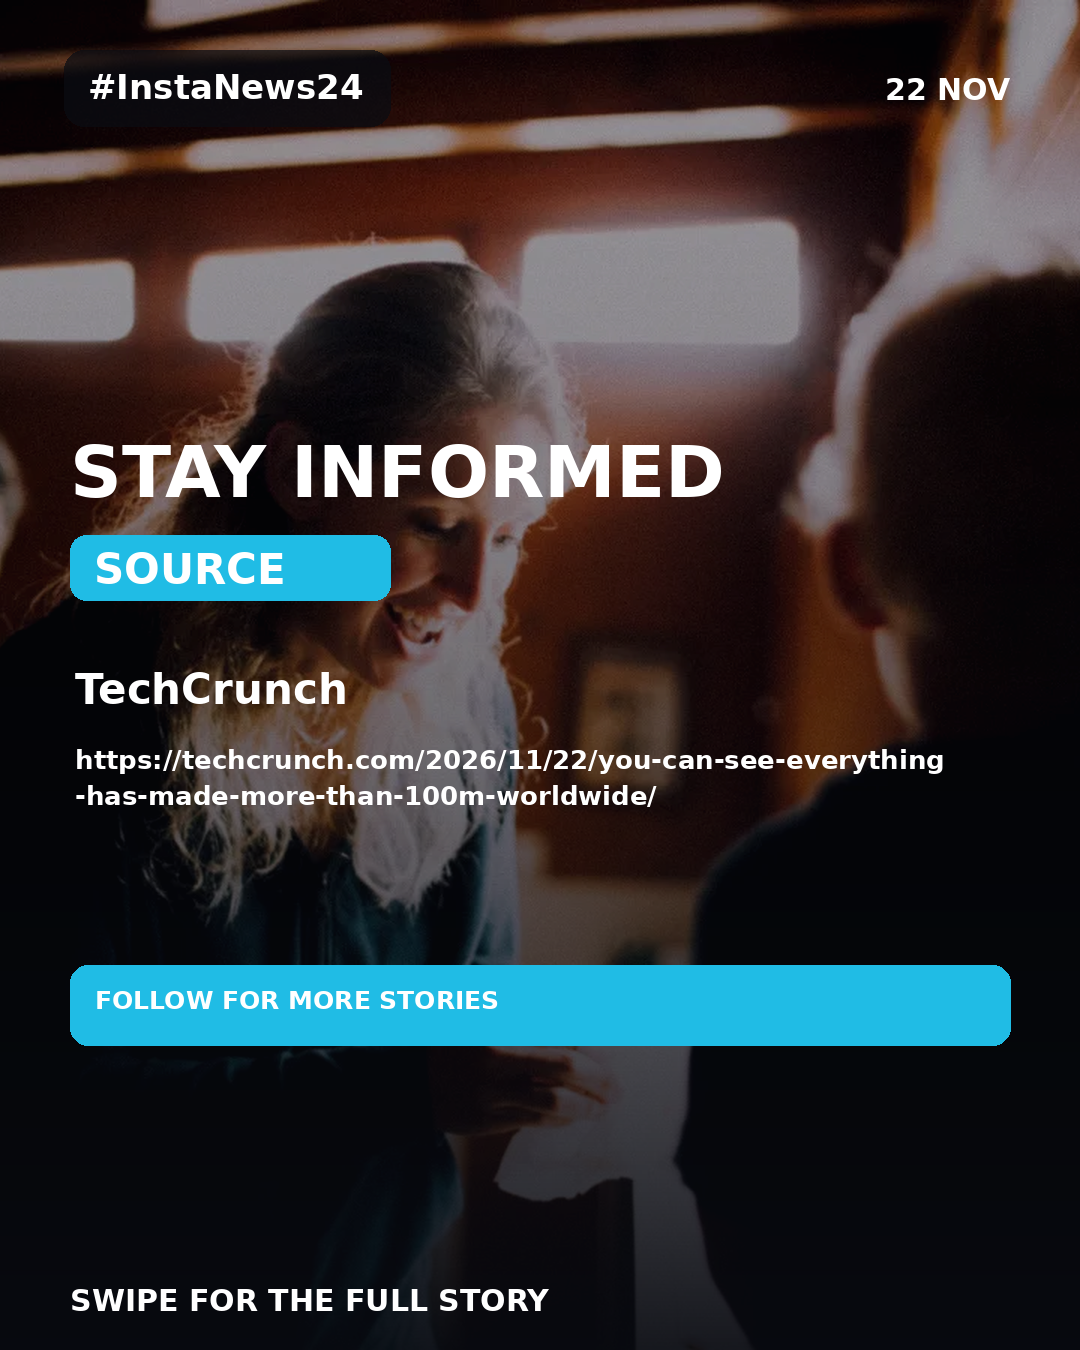 #InstaNews24
22 NOV
STAY INFORMED
SOURCE
TechCrunch
https://techcrunch.com/2026/11/22/you-can-see-everything
-has-made-more-than-100m-worldwide/
FOLLOW FOR MORE STORIES
SWIPE FOR THE FULL STORY